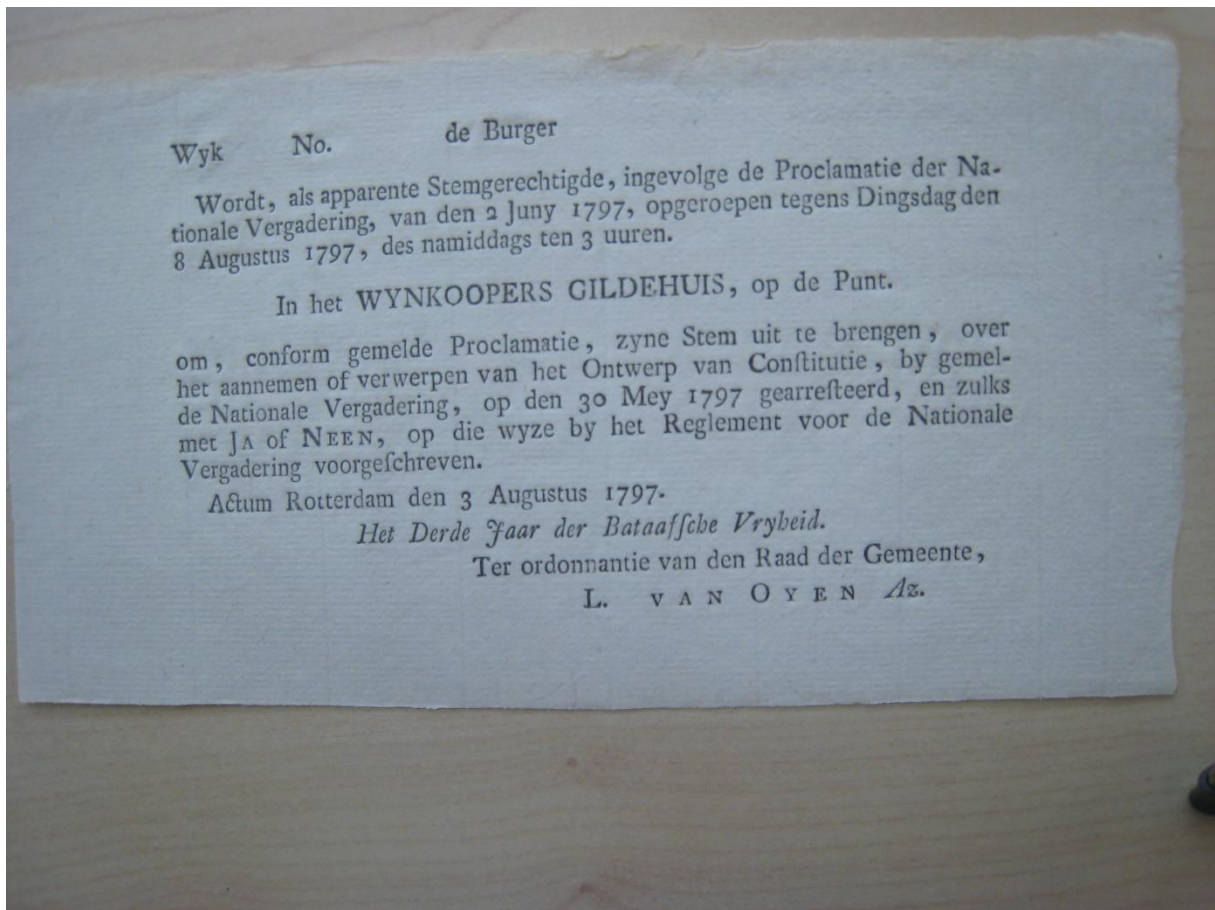 Wyk No. de Burger
Wordt, als apparente Stemgerechtigde, ingevolge de Proclamatie der Na-
tionale Vergadering, van den 2 Juny 1797, opgeroepen tegens Dingsdag den
8 Augustus 1797, des namiddags ten 3 uuren.
In het WYNKOOPERS GILDEHUIS, op de Punt.
om, conform gemelde Proclamatie, zyne Stem uit te brengen, over
het aannemen of verwerpen van het Ontwerp van Conſtitutie, by gemel-
de Nationale Vergadering, op den 30 Mey 1797 gearreſteerd, en zulks
met JA of NEEN, op die wyze by het Reglement voor de Nationale
Vergadering voorgeſchreven.
Actum Rotterdam den 3 Augustus 1797.
Het Derde Jaar der Bataafſche Vryheid.
Ter ordonnantie van den Raad der Gemeente,
L. VAN OYEN Az.